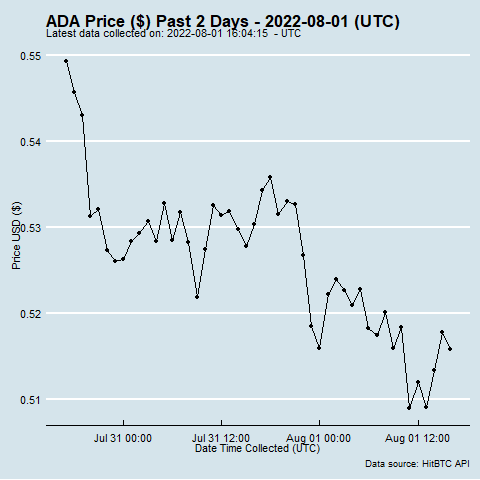 ADA Price ($) Past 2 Days - 2022-08-01 (UTC)
Latest data collected on: 2022-08-01 16:04:15 - UTC
0.55
0.54
0.53
0.52
0.51
Price USD ($)
Jul 31 00:00 Jul 31 12:00 Aug 01 00:00 Aug 01 12:00
Date Time Collected (UTC)
Data source: HitBTC API